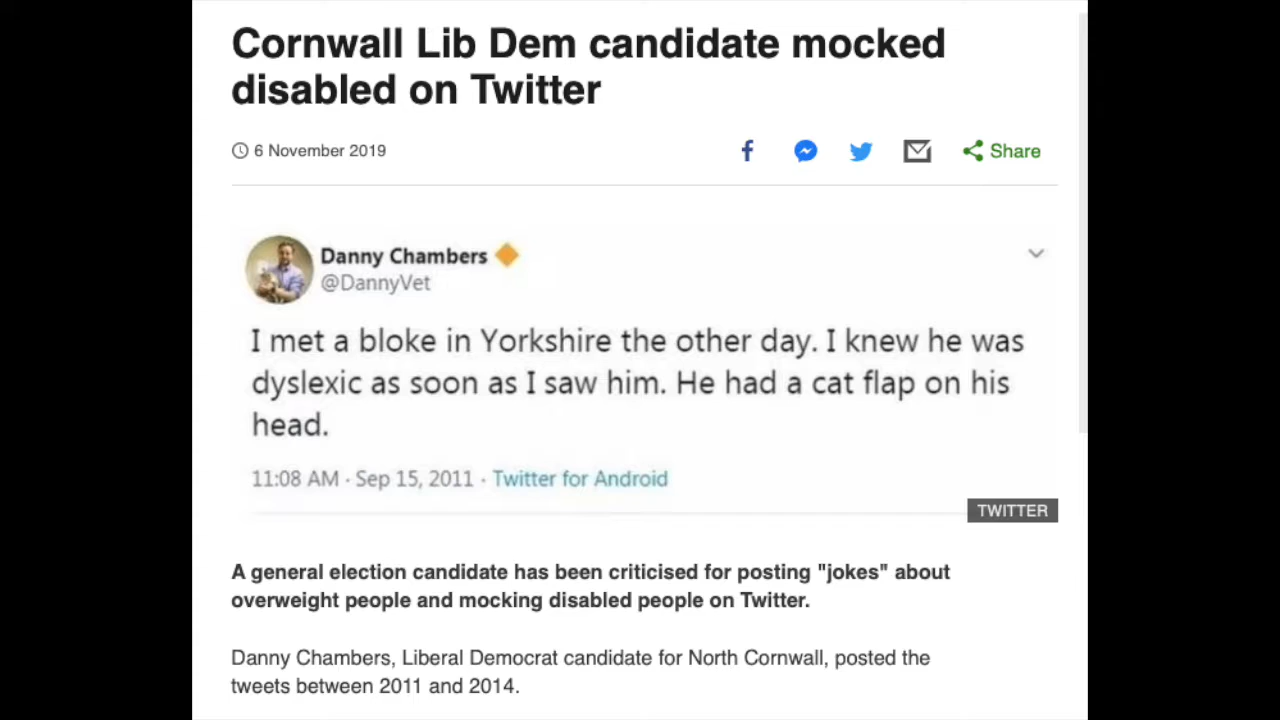 Cornwall Lib Dem candidate mocked
disabled on Twitter
6 November 2019
Share
Danny Chambers
@DannyVet
I met a bloke in Yorkshire the other day. I knew he was
dyslexic as soon as I saw him. He had a cat flap on his
head.
11:08 AM · Sep 15, 2011 · Twitter for Android
TWITTER
A general election candidate has been criticised for posting "jokes" about
overweight people and mocking disabled people on Twitter.
Danny Chambers, Liberal Democrat candidate for North Cornwall, posted the
tweets between 2011 and 2014.